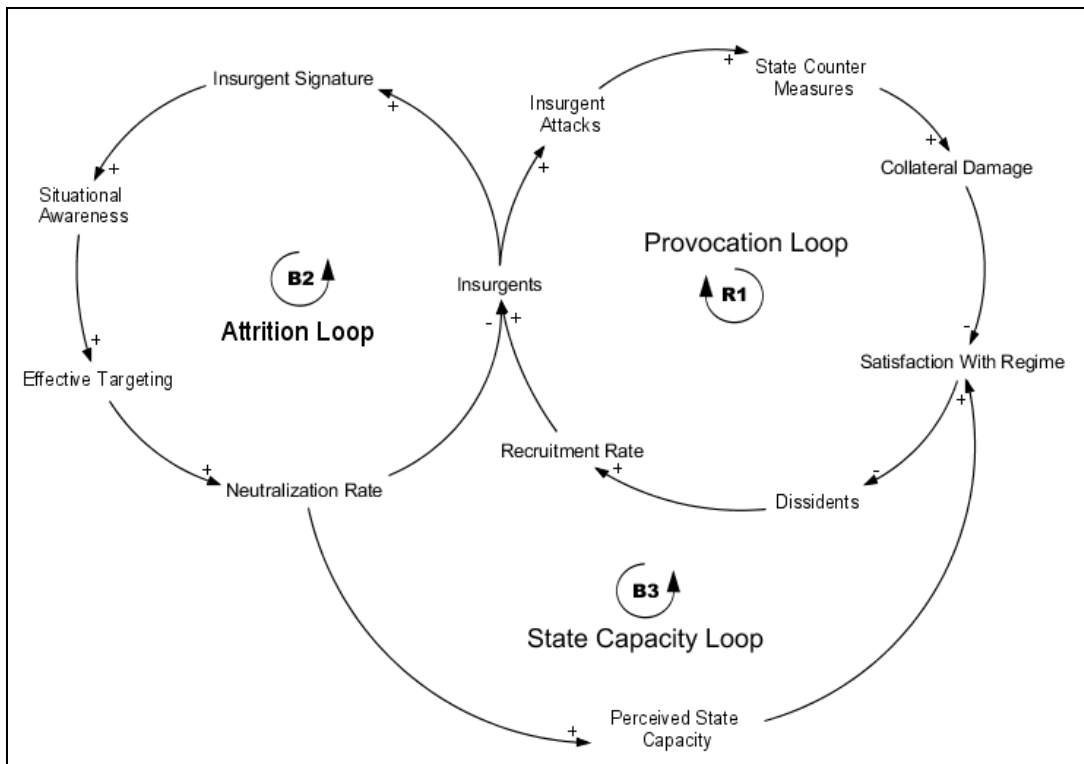 Insurgent Signature
+
Situational
Awareness
+
Effective Targeting
+
Neutralization Rate
+
B2
Attrition Loop
+
Insurgents
-
+
Insurgent
Attacks
+
State Counter
Measures
+
Collateral Damage
+
Provocation Loop
R1
Satisfaction With Regime
-
+
Dissidents
-
Recruitment Rate
+
B3
State Capacity Loop
Perceived State
Capacity
+